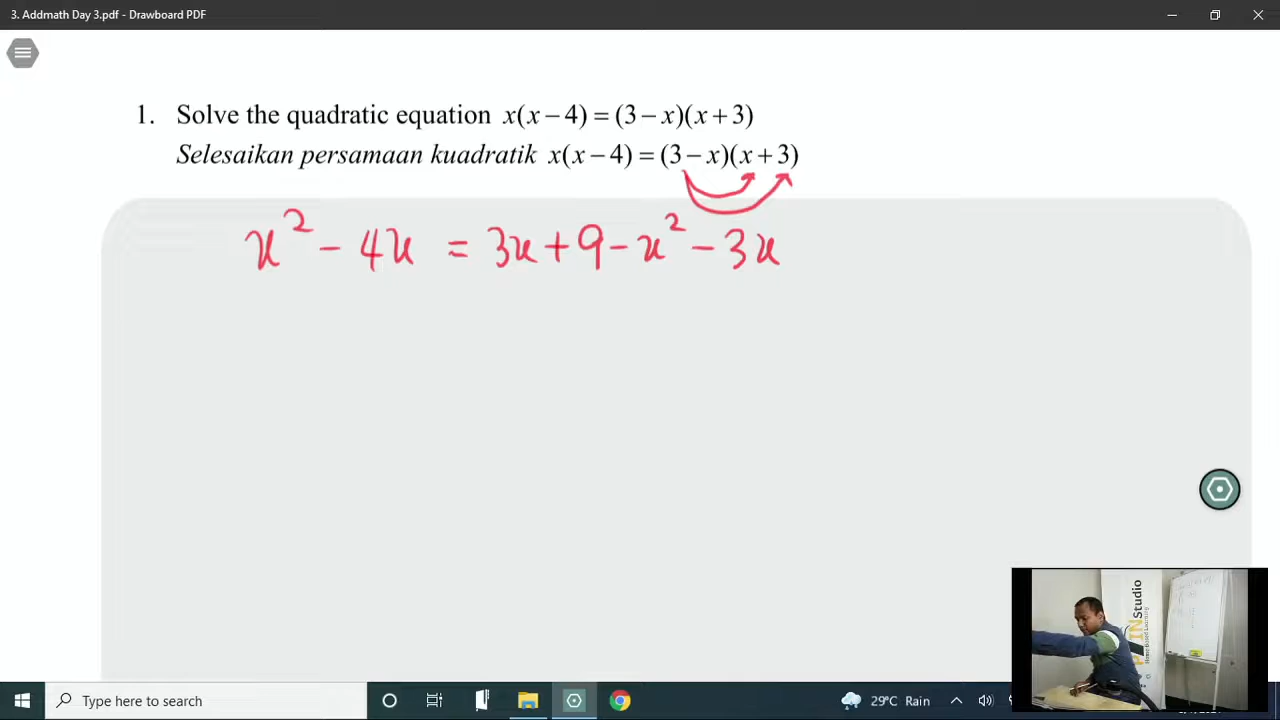 3. Addmath Day 3.pdf - Drawboard PDF
1. Solve the quadratic equation x(x − 4) = (3 − x)(x + 3)
Selesaikan persamaan kuadratik x(x − 4) = (3 − x)(x + 3)
x² − 4x = 3x + 9 − x² − 3x
Studio
Type here to search
29°C Rain